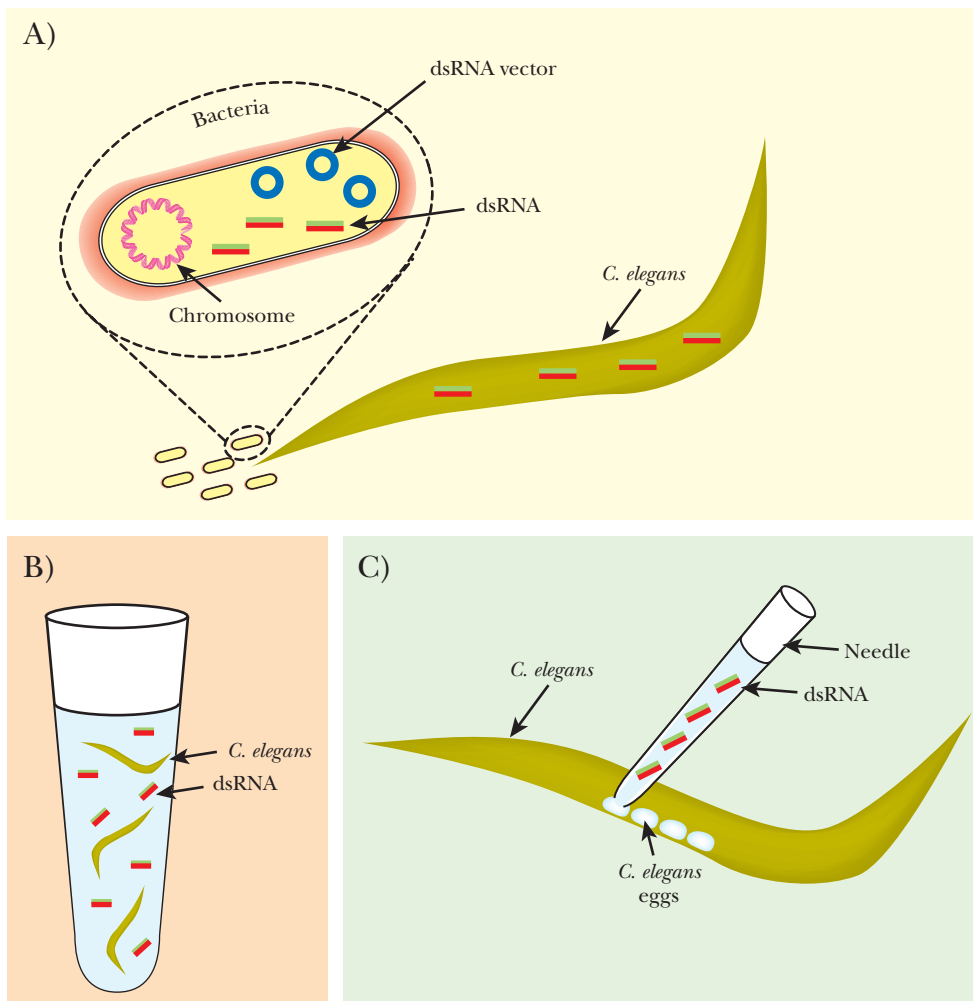 A)
dsRNA vector
Bacteria
dsRNA
C. elegans
Chromosome
B)
C. elegans
dsRNA
C)
Needle
C. elegans
dsRNA
C. elegans
eggs